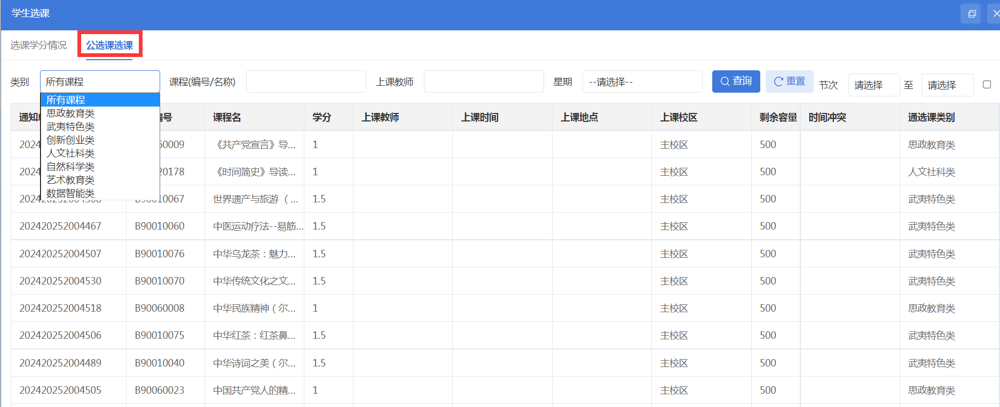 学生选课
选课学分情况 公选课选课
类别 所有课程 课程(编号/名称) 上课教师 星期 --请选择-- 查询 重置 节次 请选择 至 请选择
所有课程
思政教育类
武夷特色类
创新创业类
人文社科类
自然科学类
艺术教育类
数据智能类
通知 编号 课程名 学分 上课教师 上课时间 上课地点 上课校区 剩余容量 时间冲突 通选课类别
2024 60009 《共产党宣言》导... 1 主校区 500 思政教育类
2024 20178 《时间简史》导读... 1 主校区 500 人文社科类
202420252004508 B90010067 世界遗产与旅游（... 1.5 主校区 500 武夷特色类
202420252004467 B90010060 中医运动疗法--易筋... 1.5 主校区 500 武夷特色类
202420252004507 B90010076 中华乌龙茶：魅力... 1.5 主校区 500 武夷特色类
202420252004530 B90010070 中华传统文化之文... 1.5 主校区 500 武夷特色类
202420252004518 B90060008 中华民族精神（尔... 1 主校区 500 思政教育类
202420252004506 B90010075 中华红茶：红茶鼻... 1.5 主校区 500 武夷特色类
202420252004489 B90010040 中华诗词之美（尔... 1.5 主校区 500 武夷特色类
202420252004505 B90060023 中国共产党人的精... 1 主校区 500 思政教育类